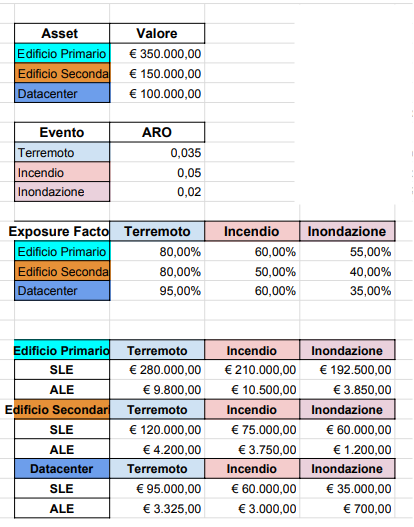 Asset Valore
Edificio Primario € 350.000,00
Edificio Seconda € 150.000,00
Datacenter € 100.000,00
Evento ARO
Terremoto 0,035
Incendio 0,05
Inondazione 0,02
Exposure Facto Terremoto Incendio Inondazione
Edificio Primario 80,00% 60,00% 55,00%
Edificio Seconda 80,00% 50,00% 40,00%
Datacenter 95,00% 60,00% 35,00%
Edificio Primario Terremoto Incendio Inondazione
SLE € 280.000,00 € 210.000,00 € 192.500,00
ALE € 9.800,00 € 10.500,00 € 3.850,00
Edificio Secondar Terremoto Incendio Inondazione
SLE € 120.000,00 € 75.000,00 € 60.000,00
ALE € 4.200,00 € 3.750,00 € 1.200,00
Datacenter Terremoto Incendio Inondazione
SLE € 95.000,00 € 60.000,00 € 35.000,00
ALE € 3.325,00 € 3.000,00 € 700,00